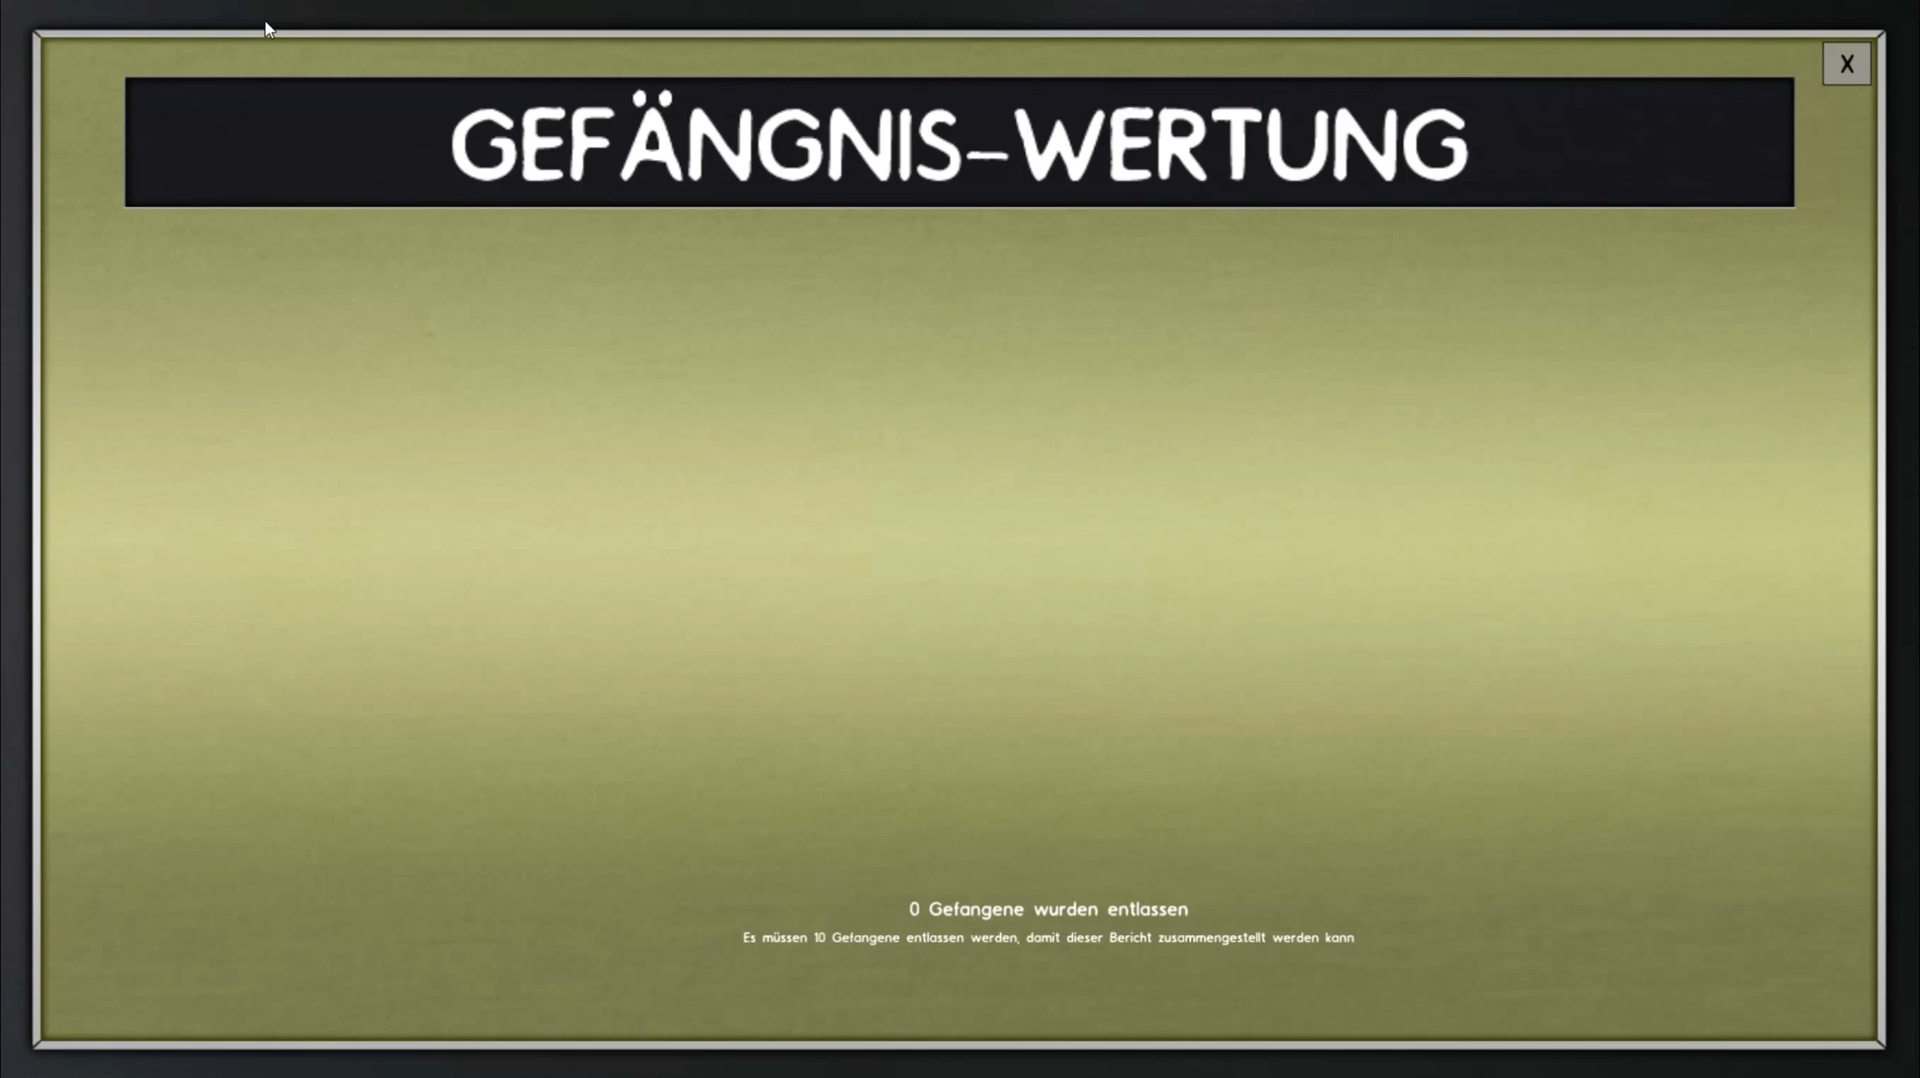 X
GEFÄNGNIS-WERTUNG
0 Gefangene wurden entlassen
Es müssen 10 Gefangene entlassen werden, damit dieser Bericht zusammengestellt werden kann